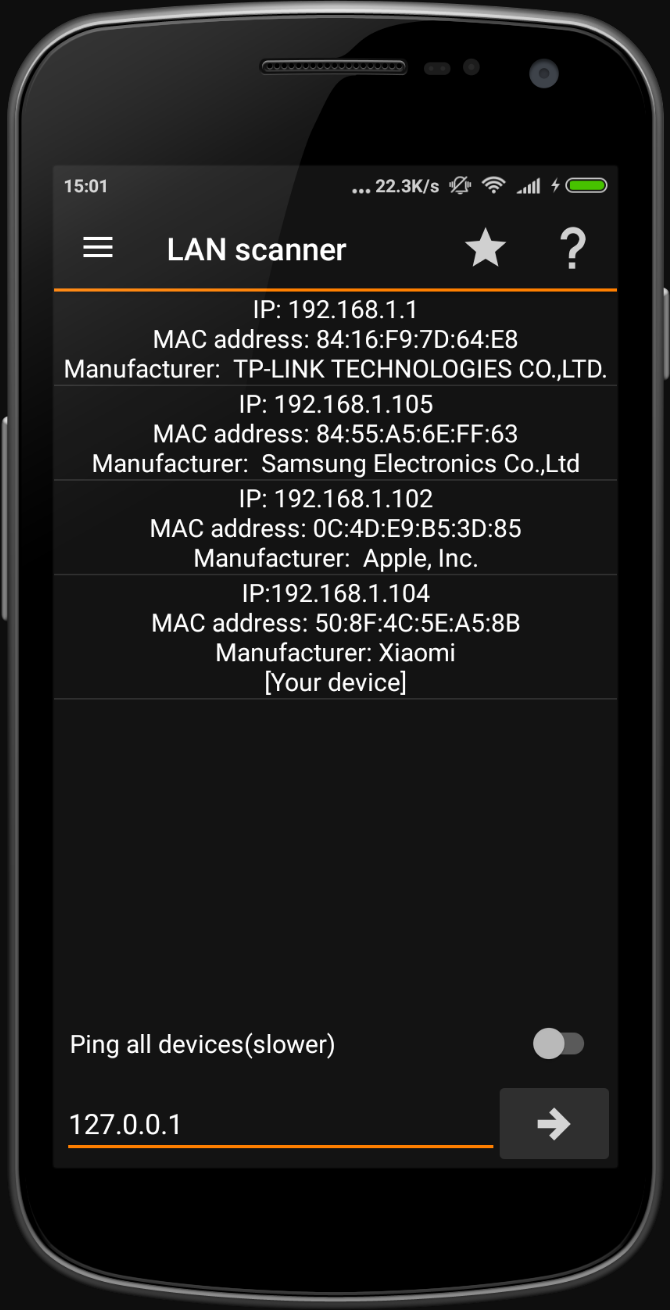 15:01
... 22.3K/s
LAN scanner
?
IP: 192.168.1.1
MAC address: 84:16:F9:7D:64:E8
Manufacturer:  TP-LINK TECHNOLOGIES CO.,LTD.
IP: 192.168.1.105
MAC address: 84:55:A5:6E:FF:63
Manufacturer:  Samsung Electronics Co.,Ltd
IP: 192.168.1.102
MAC address: 0C:4D:E9:B5:3D:85
Manufacturer:  Apple, Inc.
IP:192.168.1.104
MAC address: 50:8F:4C:5E:A5:8B
Manufacturer: Xiaomi
[Your device]
Ping all devices(slower)
127.0.0.1